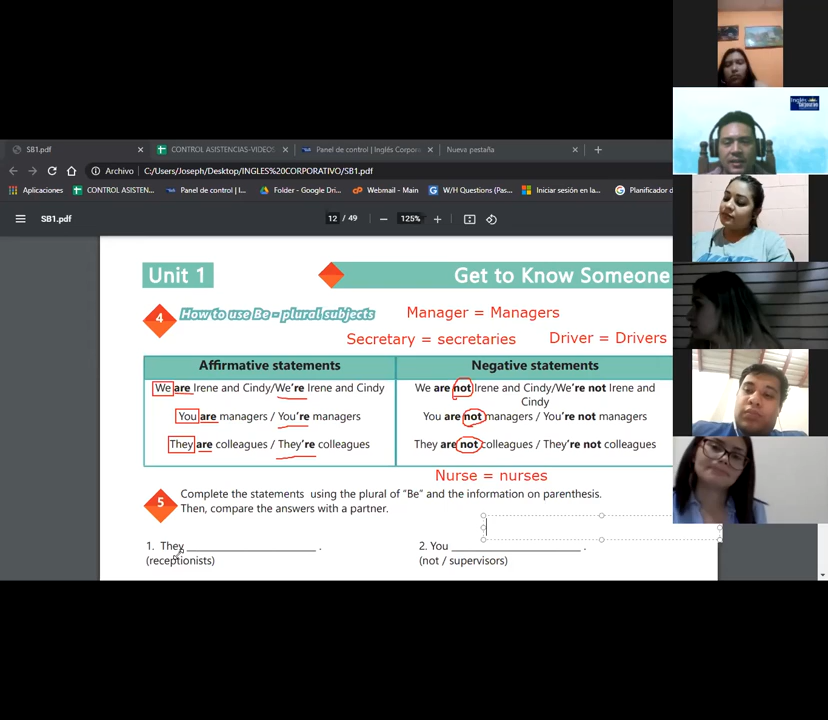 SB1.pdf
CONTROL ASISTENCIAS-VIDEOS
Panel de control | Inglés Corpor
Nueva pestaña
Archivo
C:/Users/Joseph/Desktop/INGLES%20CORPORATIVO/SB1.pdf
Aplicaciones
CONTROL ASISTEN...
Panel de control | I...
Folder - Google Dri...
Webmail - Main
W/H Questions (Pas...
Iniciar sesión en la...
Planificador d
SB1.pdf
12 / 49
125%
Unit 1
Get to Know Someone
4
How to use Be - plural subjects
Manager = Managers
Secretary = secretaries
Driver = Drivers
Affirmative statements
Negative statements
We are Irene and Cindy/We're Irene and Cindy
We are not Irene and Cindy/We're not Irene and
Cindy
You are managers / You're managers
You are not managers / You're not managers
They are colleagues / They're colleagues
They are not colleagues / They're not colleagues
Nurse = nurses
5
Complete the statements using the plural of "Be" and the information on parenthesis.
Then, compare the answers with a partner.
1. They ____________________ .
(receptionists)
2. You ____________________ .
(not / supervisors)